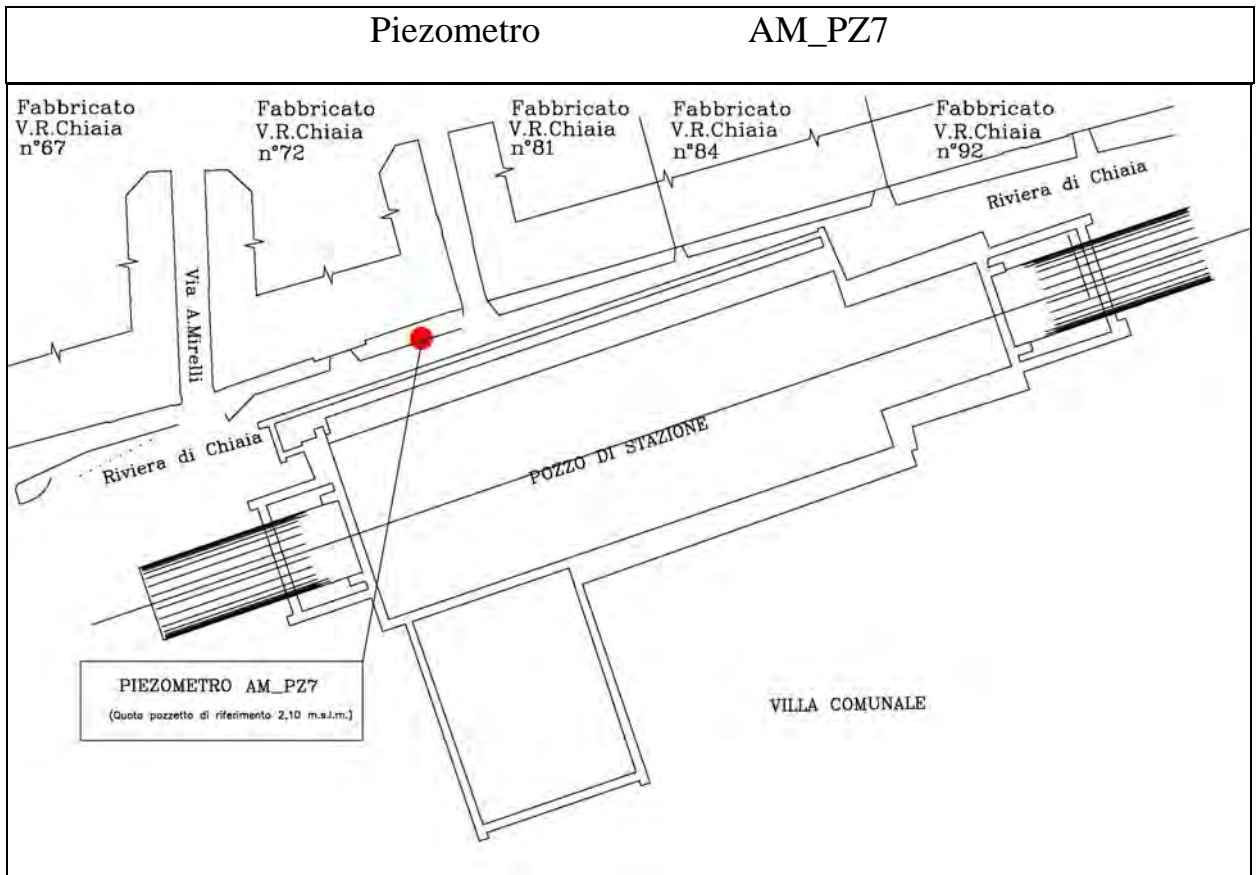 Piezometro AM_PZ7
Fabbricato
V.R.Chiaia
n°67
Fabbricato
V.R.Chiaia
n°72
Fabbricato
V.R.Chiaia
n°81
Fabbricato
V.R.Chiaia
n°84
Fabbricato
V.R.Chiaia
n°92
Riviera di Chiaia
Via A.Mirelli
Riviera di Chiaia
POZZO DI STAZIONE
PIEZOMETRO AM_PZ7
(Quota pozzetto di riferimento 2,10 m.s.l.m.)
VILLA COMUNALE